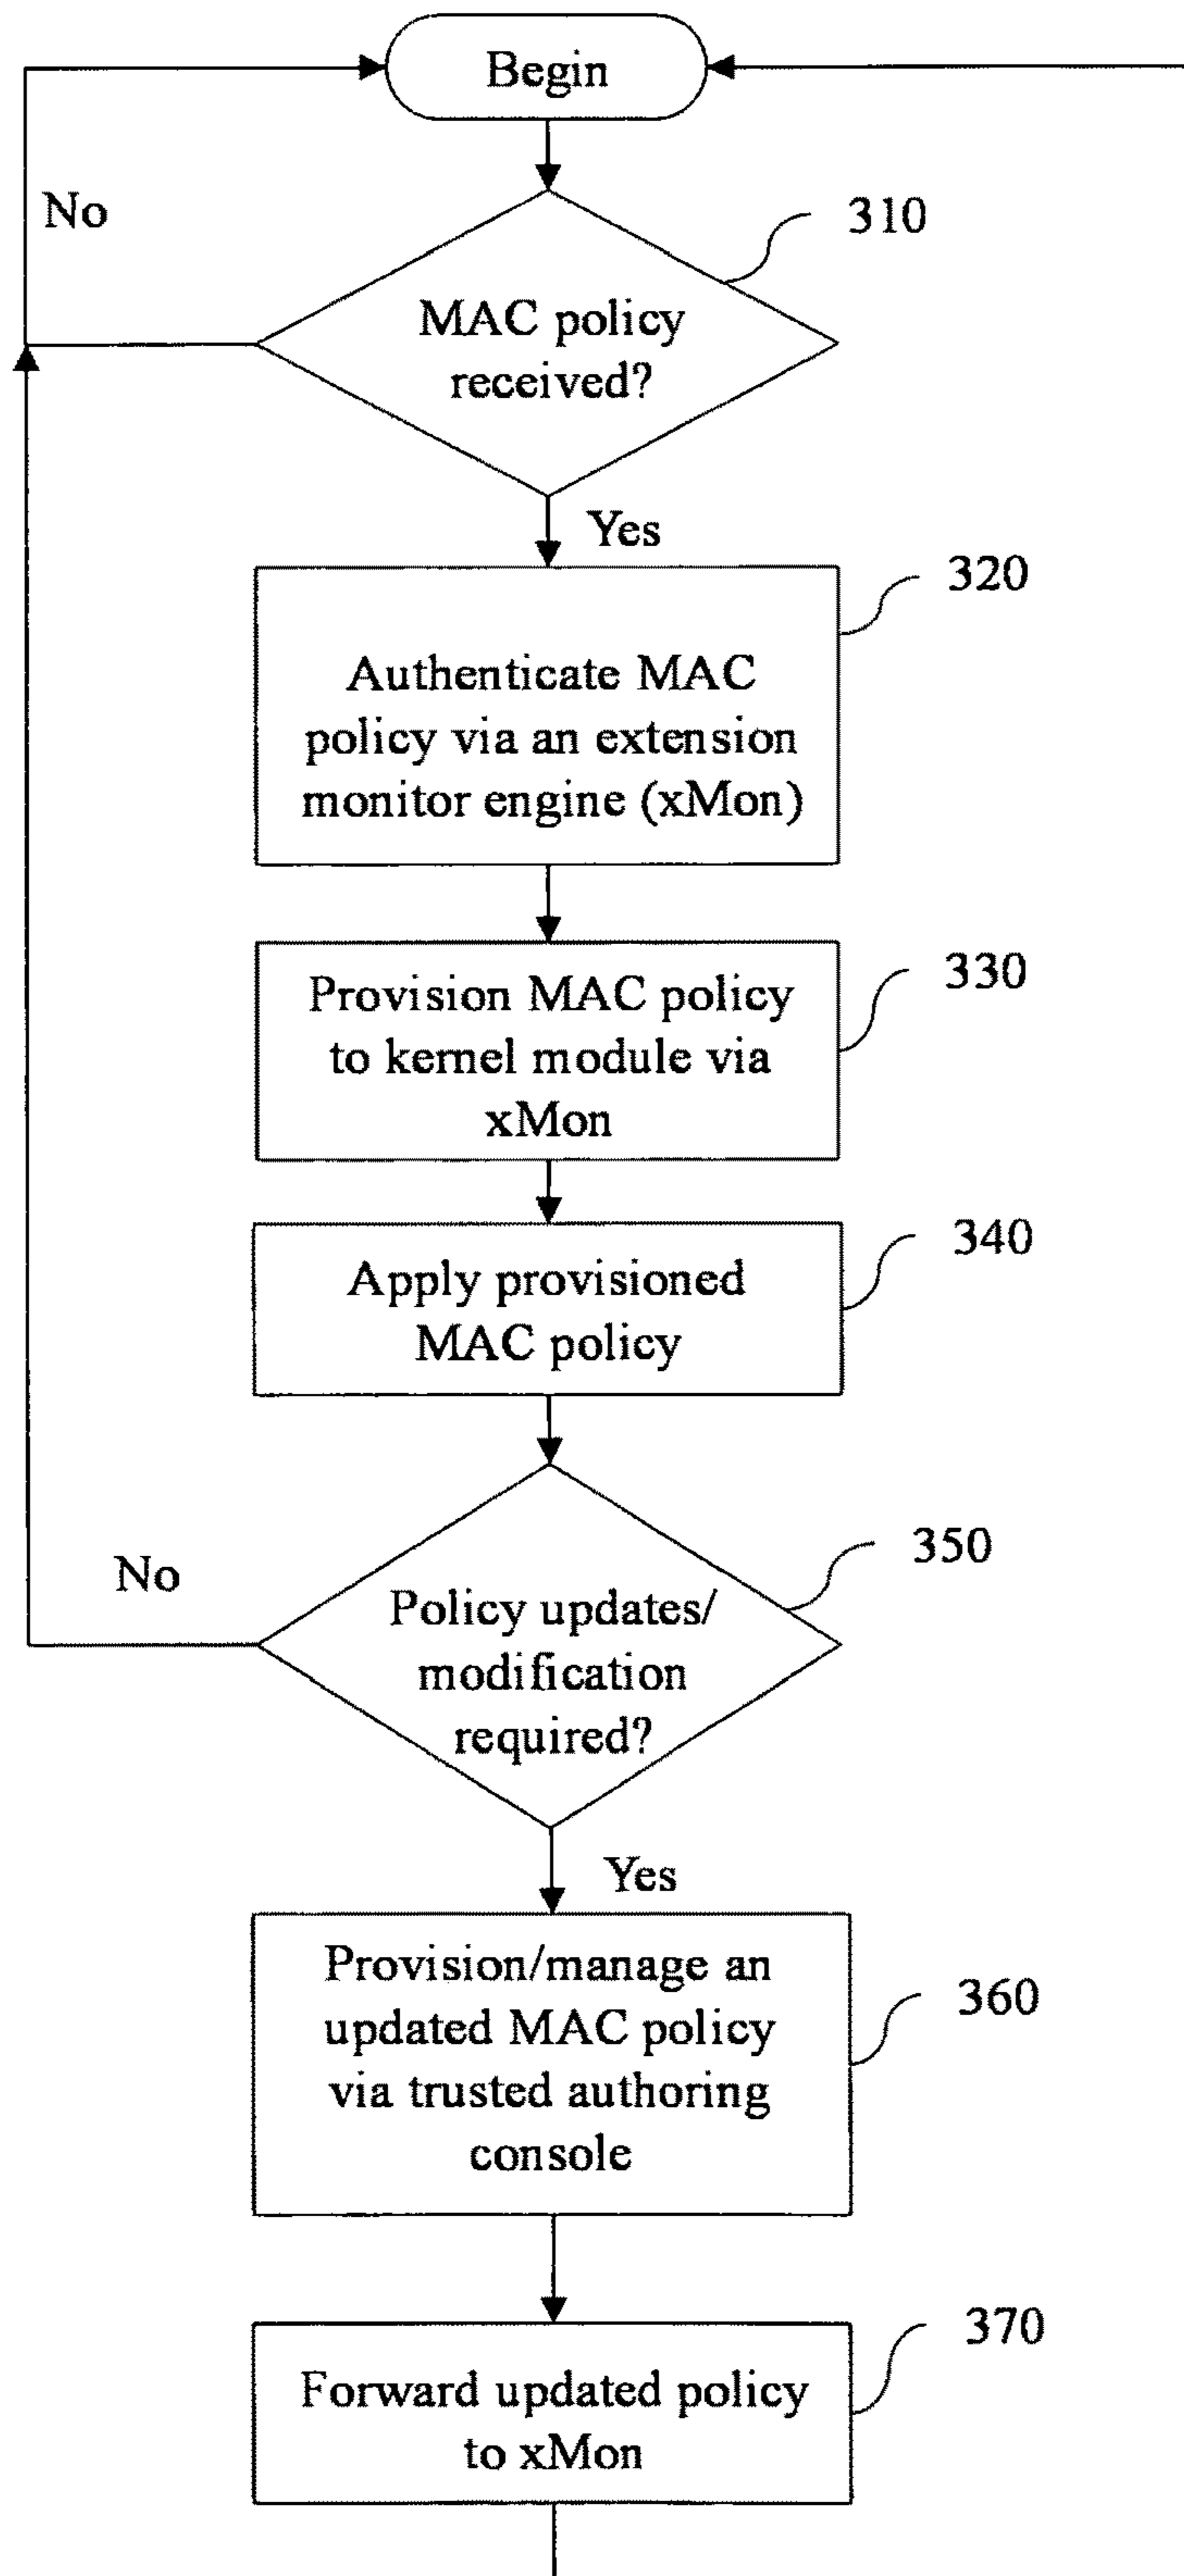 Begin
No
310
MAC policy
received?
Yes
320
Authenticate MAC
policy via an extension
monitor engine (xMon)
330
Provision MAC policy
to kernel module via
xMon
340
Apply provisioned
MAC policy
350
No
Policy updates/
modification
required?
Yes
360
Provision/manage an
updated MAC policy
via trusted authoring
console
370
Forward updated policy
to xMon